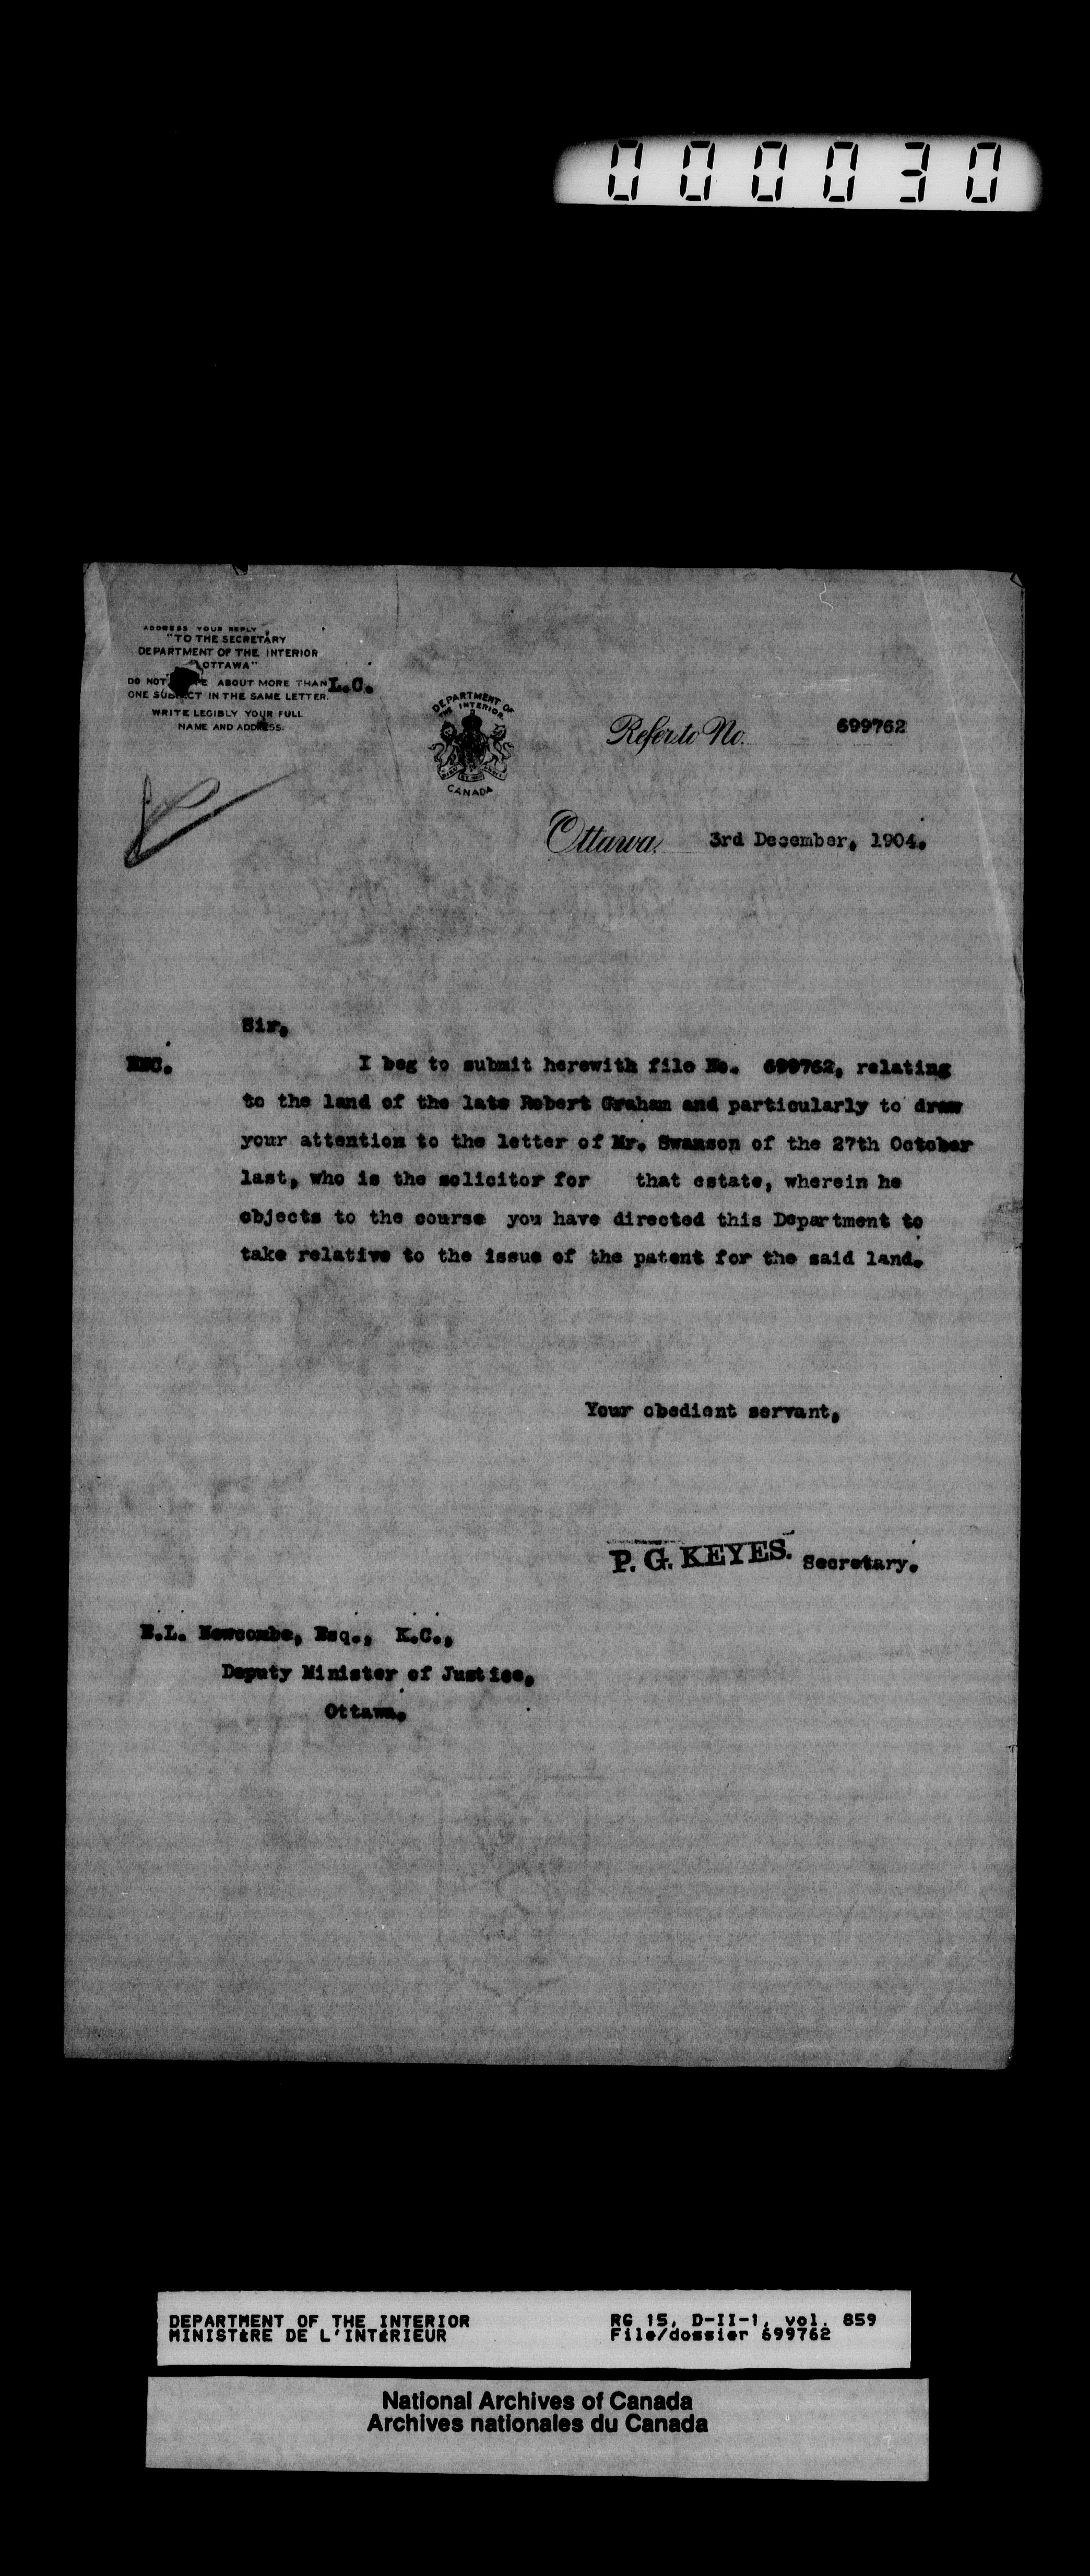 000030
ADDRESS YOUR REPLY
"TO THE SECRETARY
DEPARTMENT OF THE INTERIOR
OTTAWA"
DO NOT ABOUT MORE THAN L.C.
ONE SUBJECT IN THE SAME LETTER.
WRITE LEGIBLY YOUR FULL
NAME AND ADDRESS.
DEPARTMENT OF
THE INTERIOR
CANADA
Refer to No. 699762
Ottawa, 3rd December, 1904.
Sir,
I beg to submit herewith file No. 699762, relating
to the land of the late Robert Graham and particularly to draw
your attention to the letter of Mr. Swanson of the 27th October
last, who is the solicitor for that estate, wherein he
objects to the course you have directed this Department to
take relative to the issue of the patent for the said land.
Your obedient servant,
P. G. KEYES. Secretary.
E.L. Newcombe, Esq., K.C.,
Deputy Minister of Justice,
Ottawa.
DEPARTMENT OF THE INTERIOR
MINISTÈRE DE L'INTÉRIEUR
RG 15, D-II-1, vol. 859
File/dossier 699762
National Archives of Canada
Archives nationales du Canada